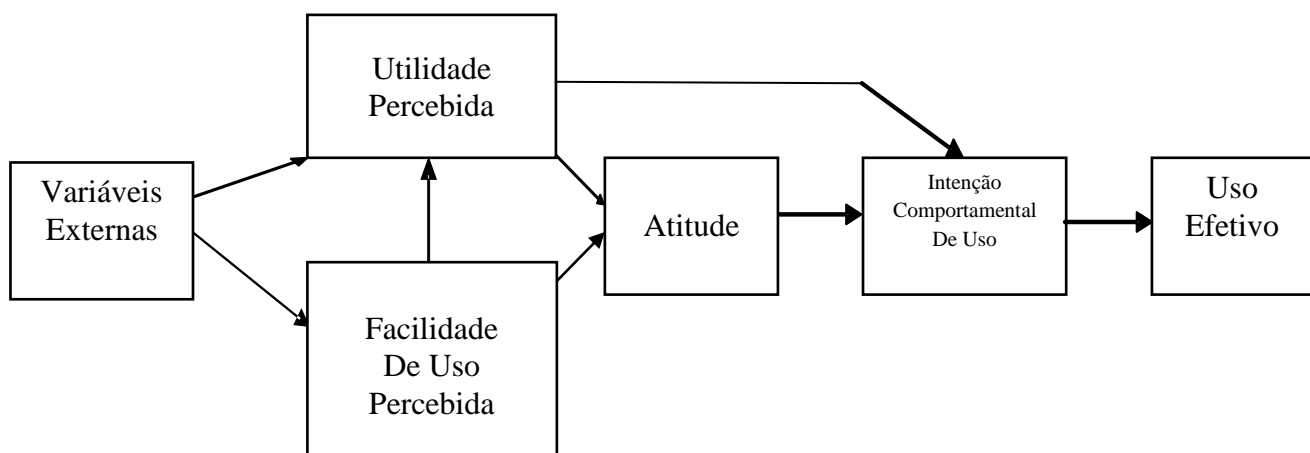 Utilidade
Percebida
Variáveis
Externas
Atitude
Intenção
Comportamental
De Uso
Uso
Efetivo
Facilidade
De Uso
Percebida